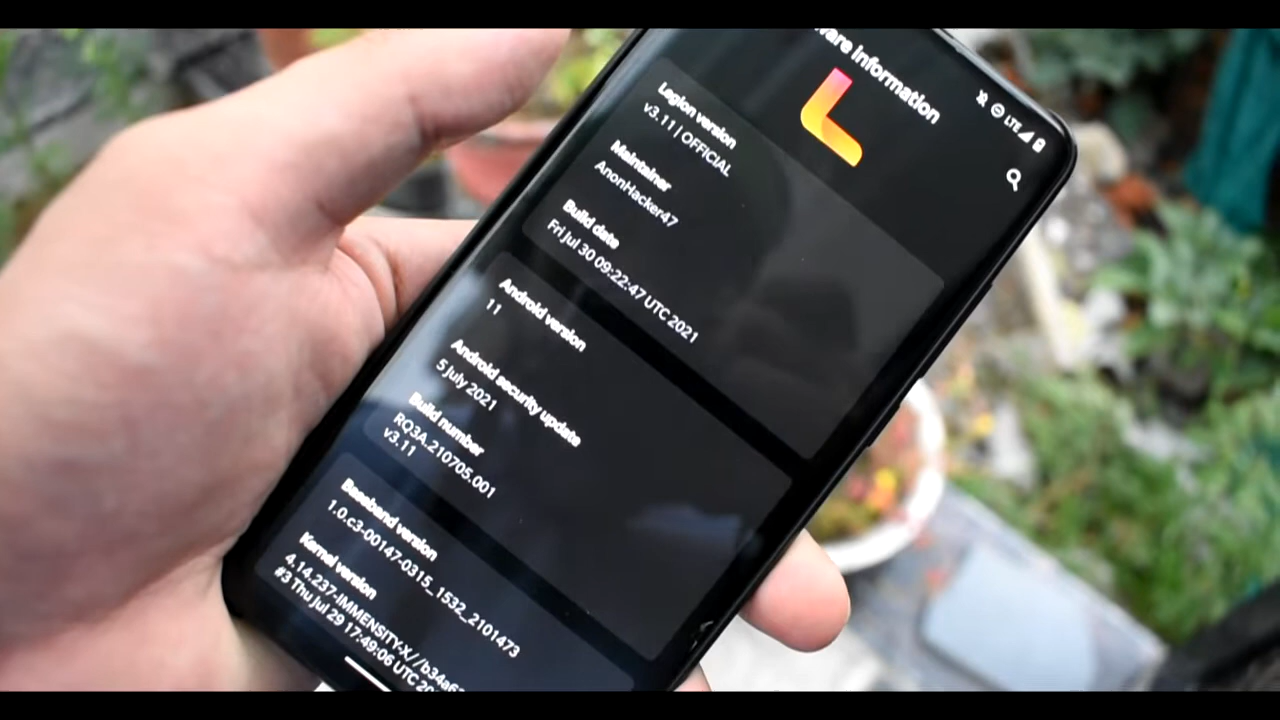 ware information
LTE
Legion version
v3.11 | OFFICIAL
Maintainer
AnonHacker47
Build date
Fri Jul 30 09:22:47 UTC 2021
Android version
11
Android security update
5 July 2021
Build number
RQ3A.210705.001
v3.11
Baseband version
1.0.c3-00147-0315_1532_2101473
Kernel version
4.14.237-IMMENSITY-X//b34a6
#3 Thu Jul 29 17:49:06 UTC 20